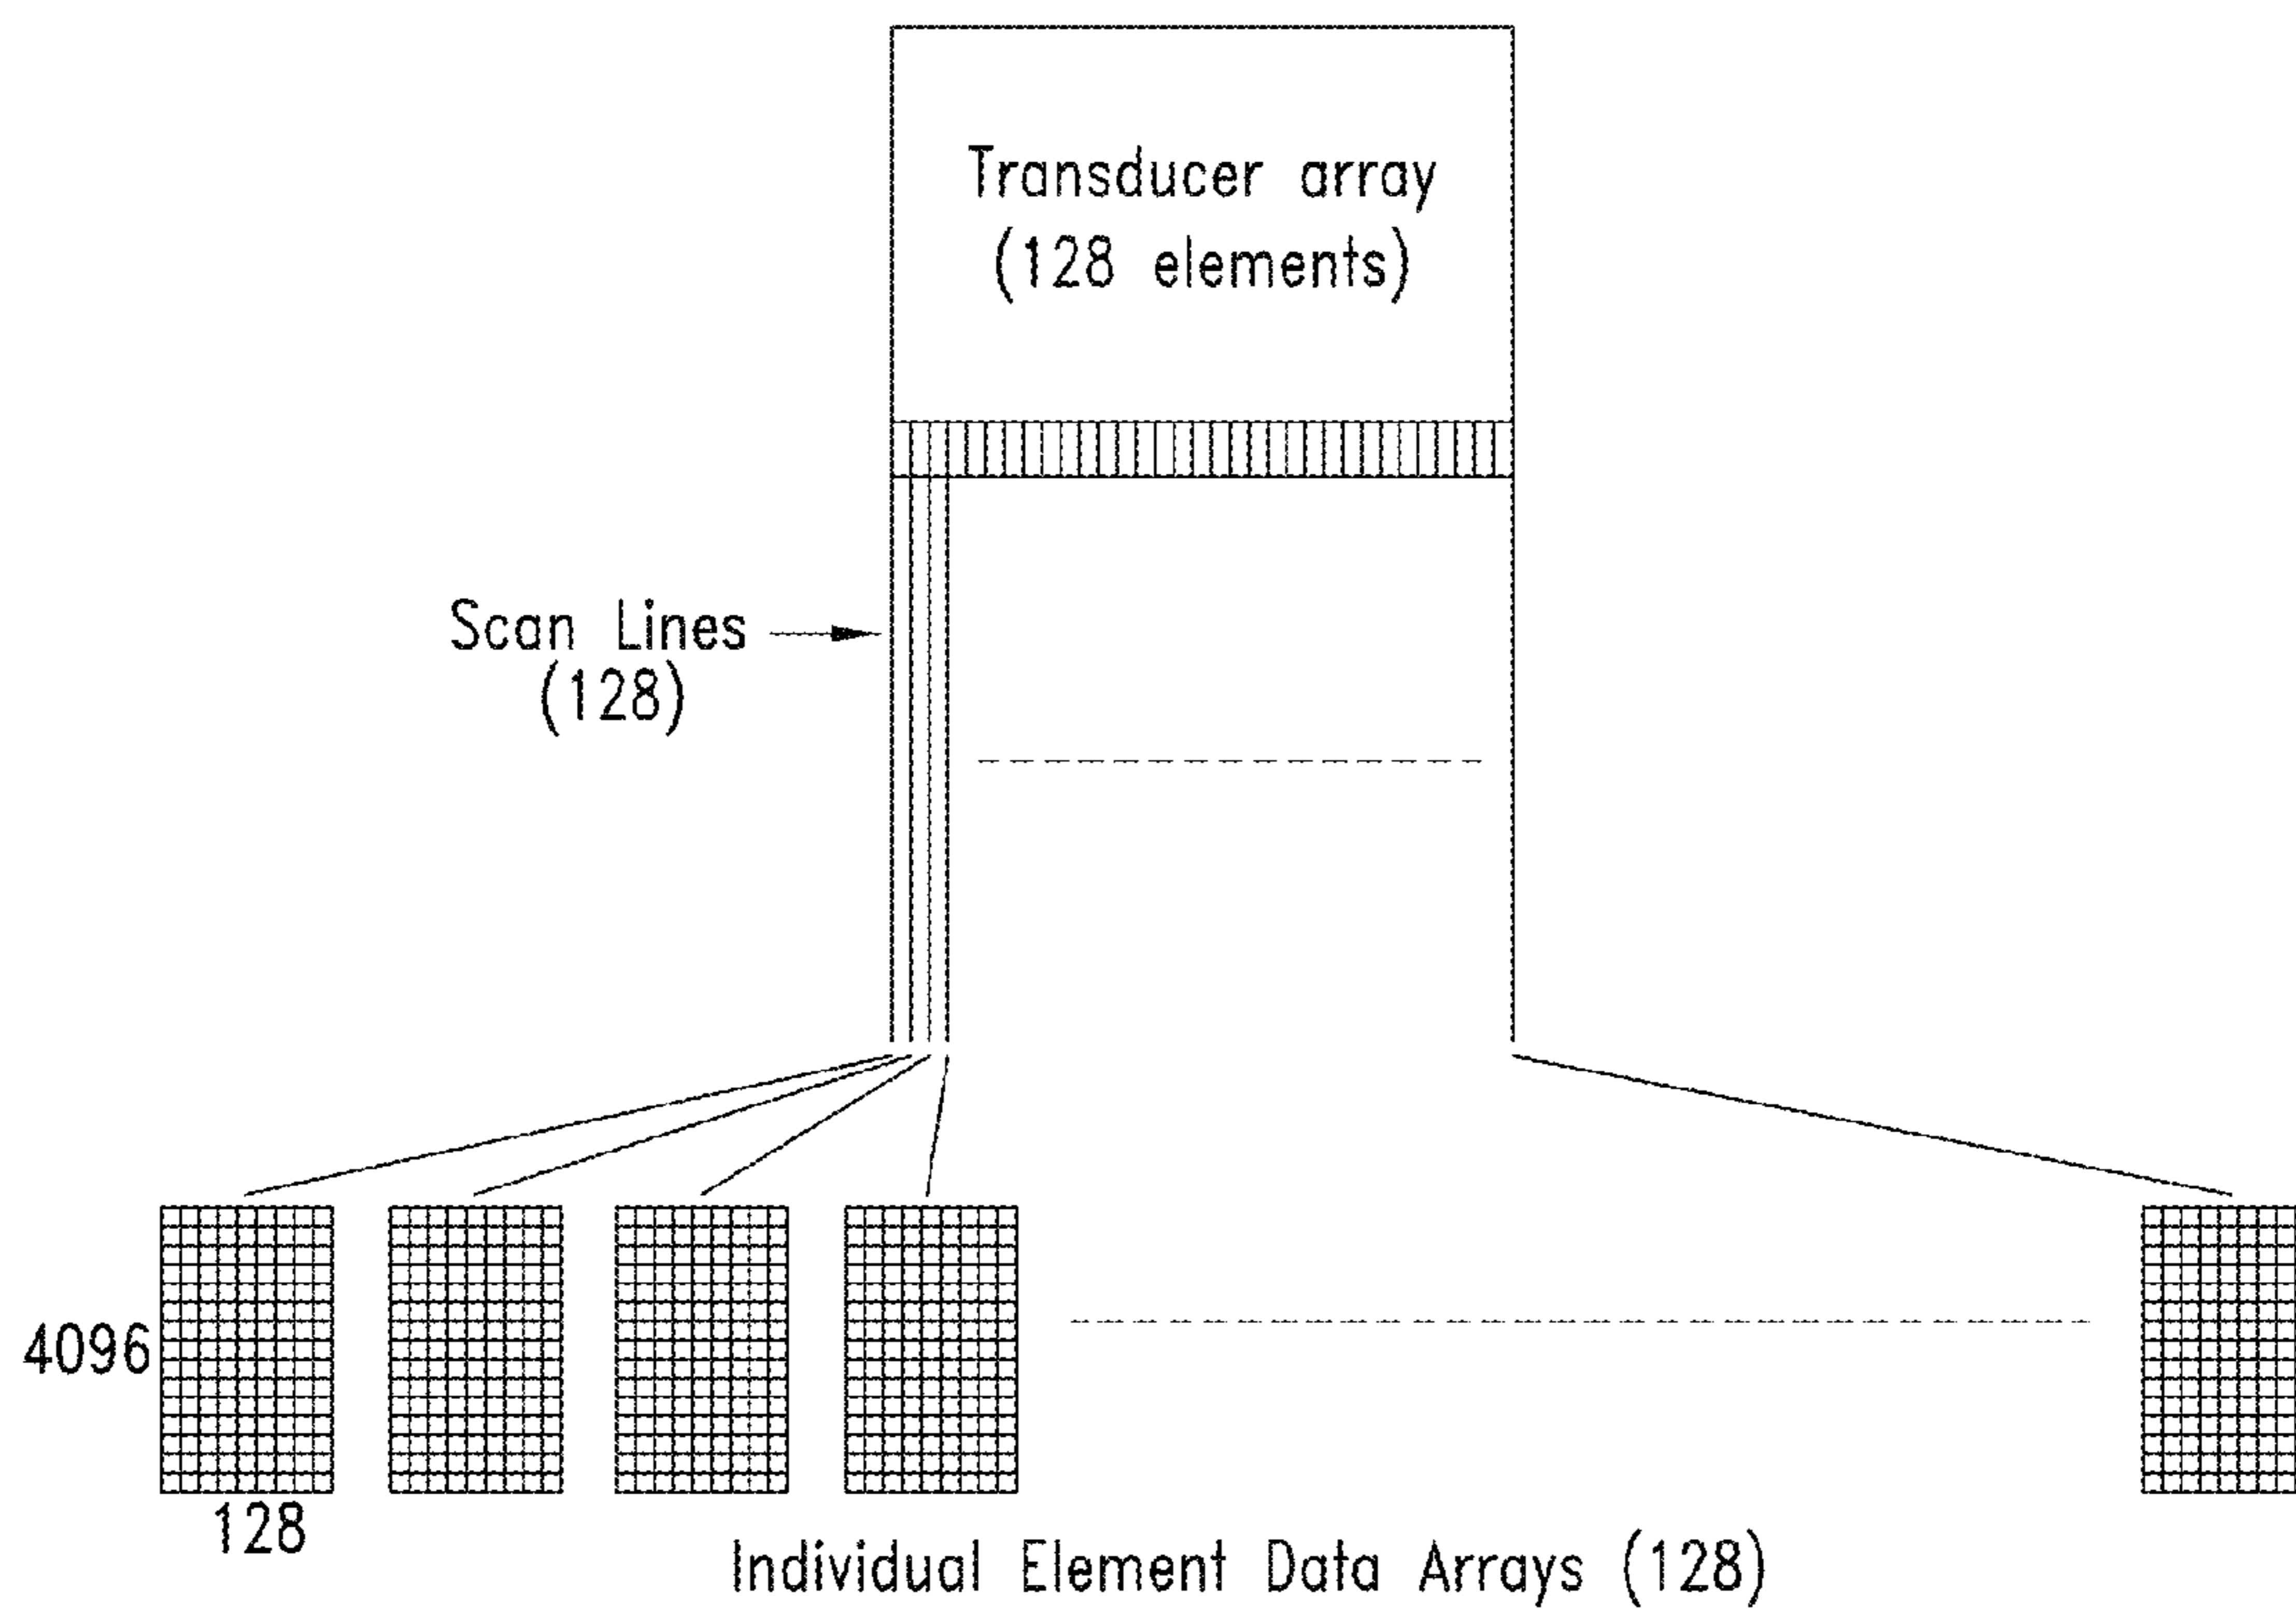 Transducer array
(128 elements)
Scan Lines
(128)
4096
128
Individual Element Data Arrays (128)